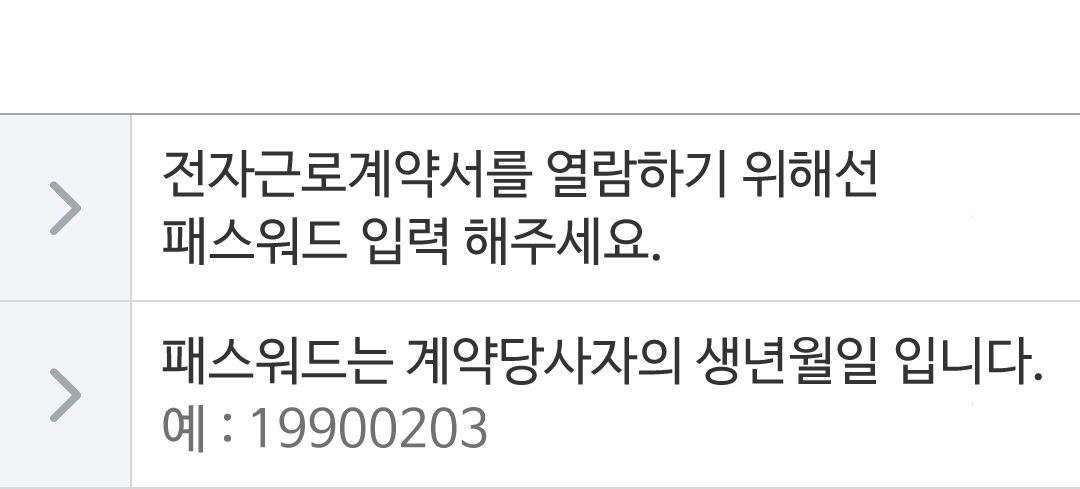 전자근로계약서를 열람하기 위해선
패스워드 입력 해주세요.
패스워드는 계약당사자의 생년월일 입니다.
예 : 19900203